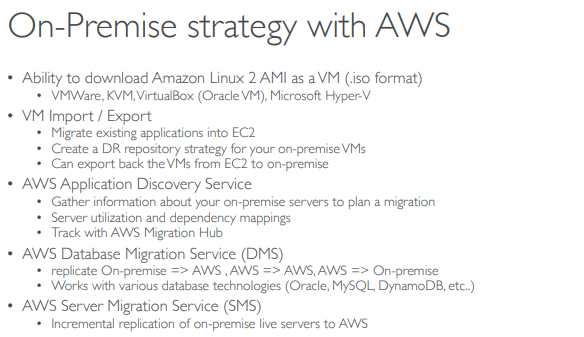 On-Premise strategy with AWS
• Ability to download Amazon Linux 2 AMI as a VM (.iso format)
• VMWare, KVM, VirtualBox (Oracle VM), Microsoft Hyper-V
• VM Import / Export
• Migrate existing applications into EC2
• Create a DR repository strategy for your on-premise VMs
• Can export back the VMs from EC2 to on-premise
• AWS Application Discovery Service
• Gather information about your on-premise servers to plan a migration
• Server utilization and dependency mappings
• Track with AWS Migration Hub
• AWS Database Migration Service (DMS)
• replicate On-premise => AWS , AWS => AWS, AWS => On-premise
• Works with various database technologies (Oracle, MySQL, DynamoDB, etc..)
• AWS Server Migration Service (SMS)
• Incremental replication of on-premise live servers to AWS